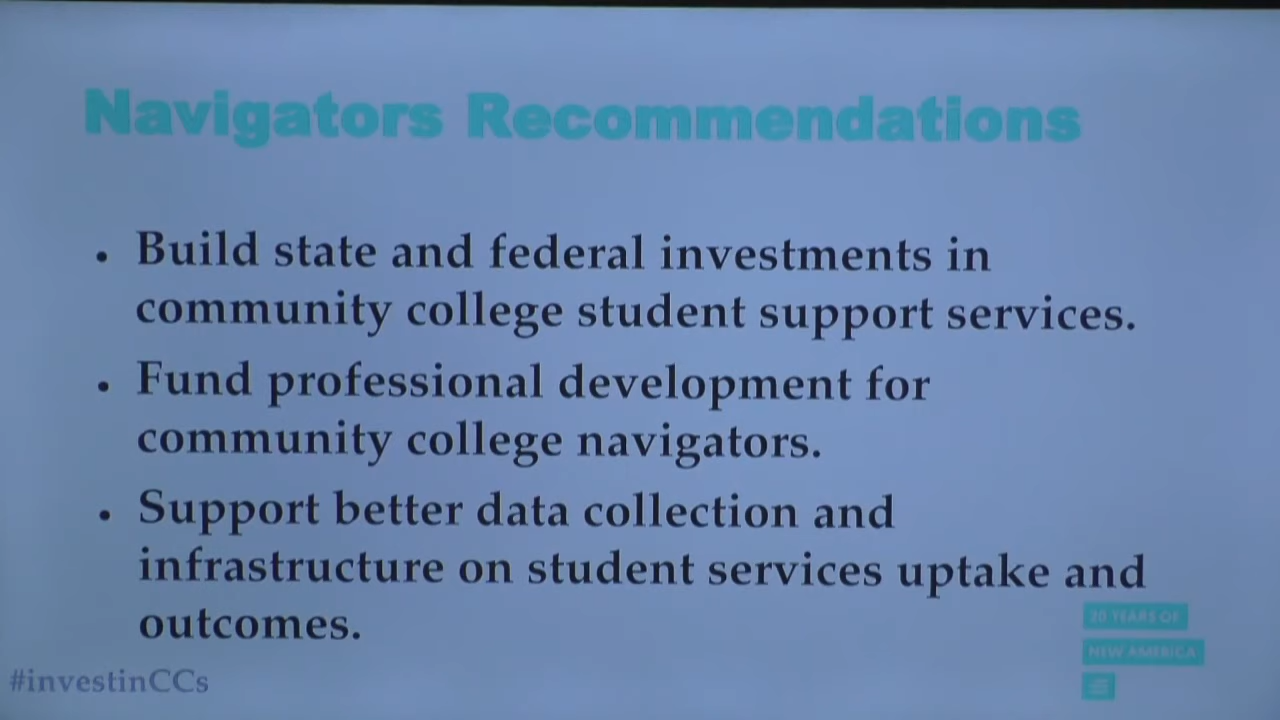 Navigators Recommendations
• Build state and federal investments in
community college student support services.
• Fund professional development for
community college navigators.
• Support better data collection and
infrastructure on student services uptake and
outcomes.
20 YEARS OF
NEW AMERICA
#investinCCs